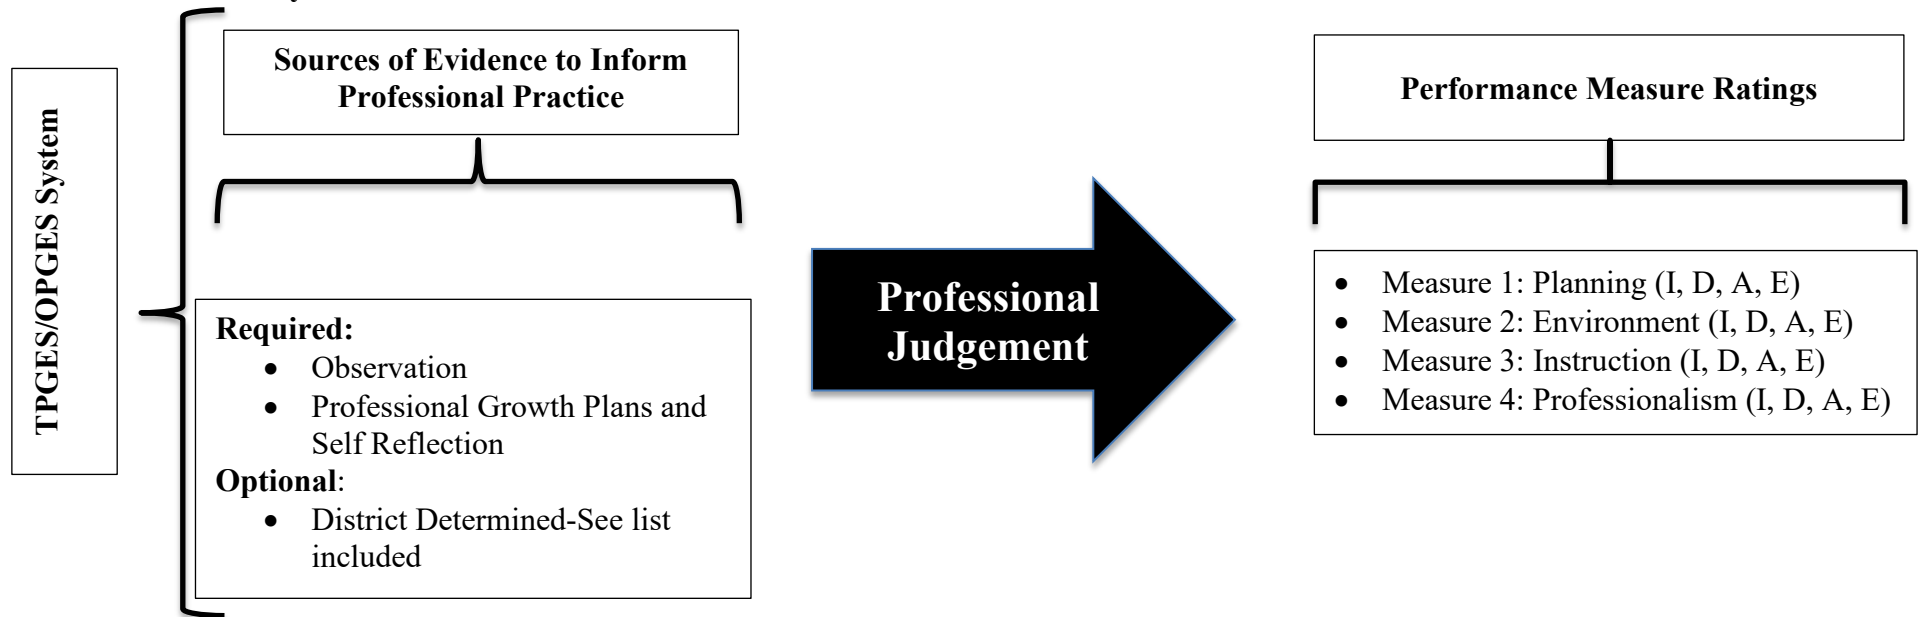 TPGES/OPGES System
Sources of Evidence to Inform
Professional Practice
Required:
• Observation
• Professional Growth Plans and
Self Reflection
Optional:
• District Determined-See list
included
Professional
Judgement
Performance Measure Ratings
• Measure 1: Planning (I, D, A, E)
• Measure 2: Environment (I, D, A, E)
• Measure 3: Instruction (I, D, A, E)
• Measure 4: Professionalism (I, D, A, E)